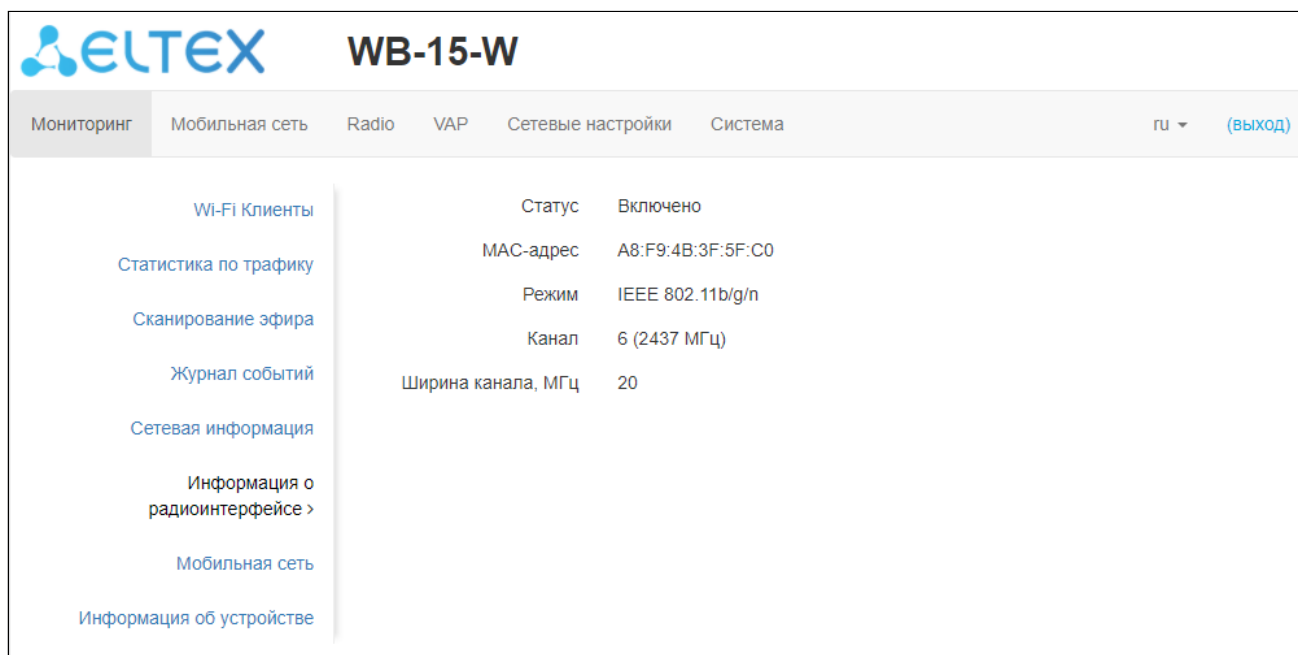 ELTEX WB-15-W
Мониторинг Мобильная сеть Radio VAP Сетевые настройки Система ru (выход)
Wi-Fi Клиенты
Статистика по трафику
Сканирование эфира
Журнал событий
Сетевая информация
Информация о
радиоинтерфейсе >
Мобильная сеть
Информация об устройстве
Статус Включено
MAC-адрес A8:F9:4B:3F:5F:C0
Режим IEEE 802.11b/g/n
Канал 6 (2437 МГц)
Ширина канала, МГц 20